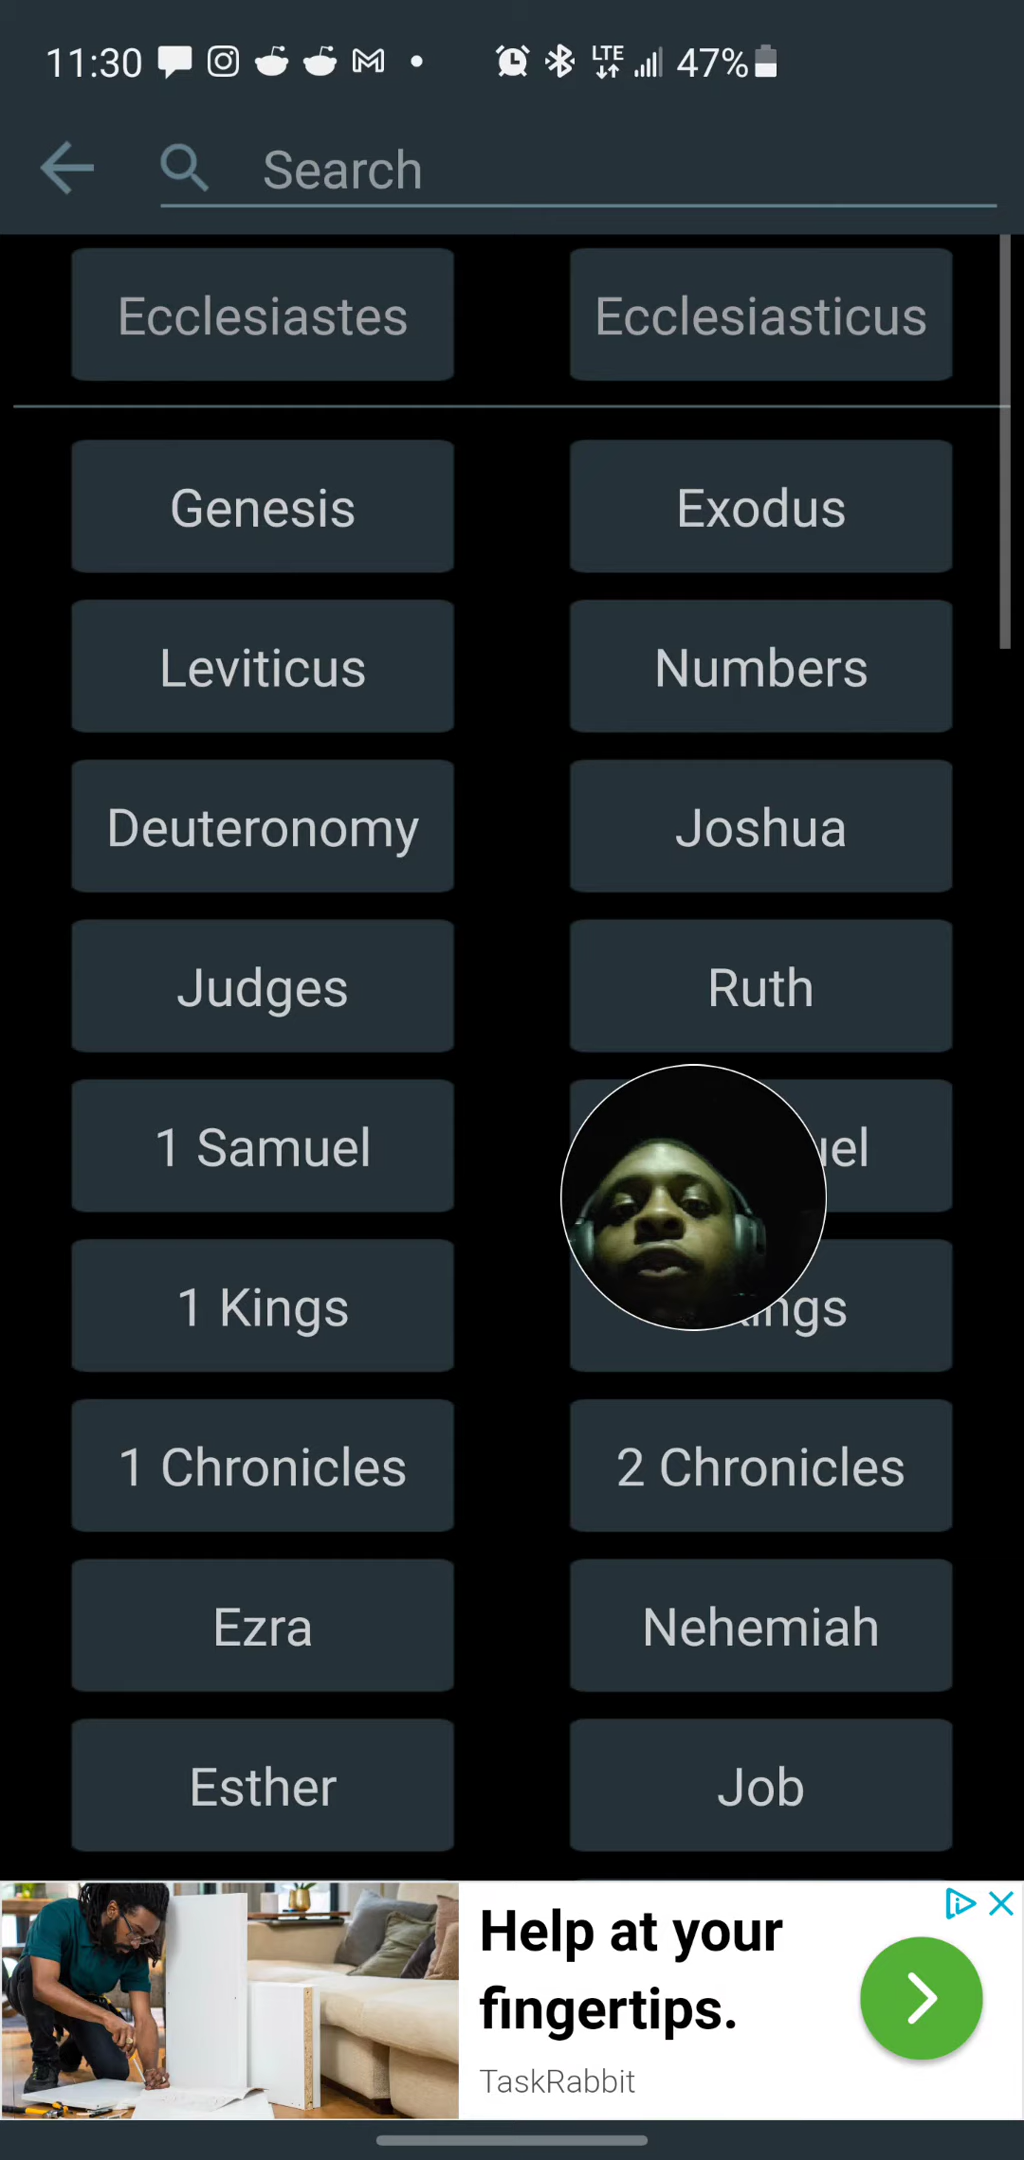 11:30 LTE 47%
Search
Ecclesiastes Ecclesiasticus
Genesis Exodus
Leviticus Numbers
Deuteronomy Joshua
Judges Ruth
1 Samuel
1 Kings
1 Chronicles 2 Chronicles
Ezra Nehemiah
Esther Job
Help at your
fingertips.
TaskRabbit